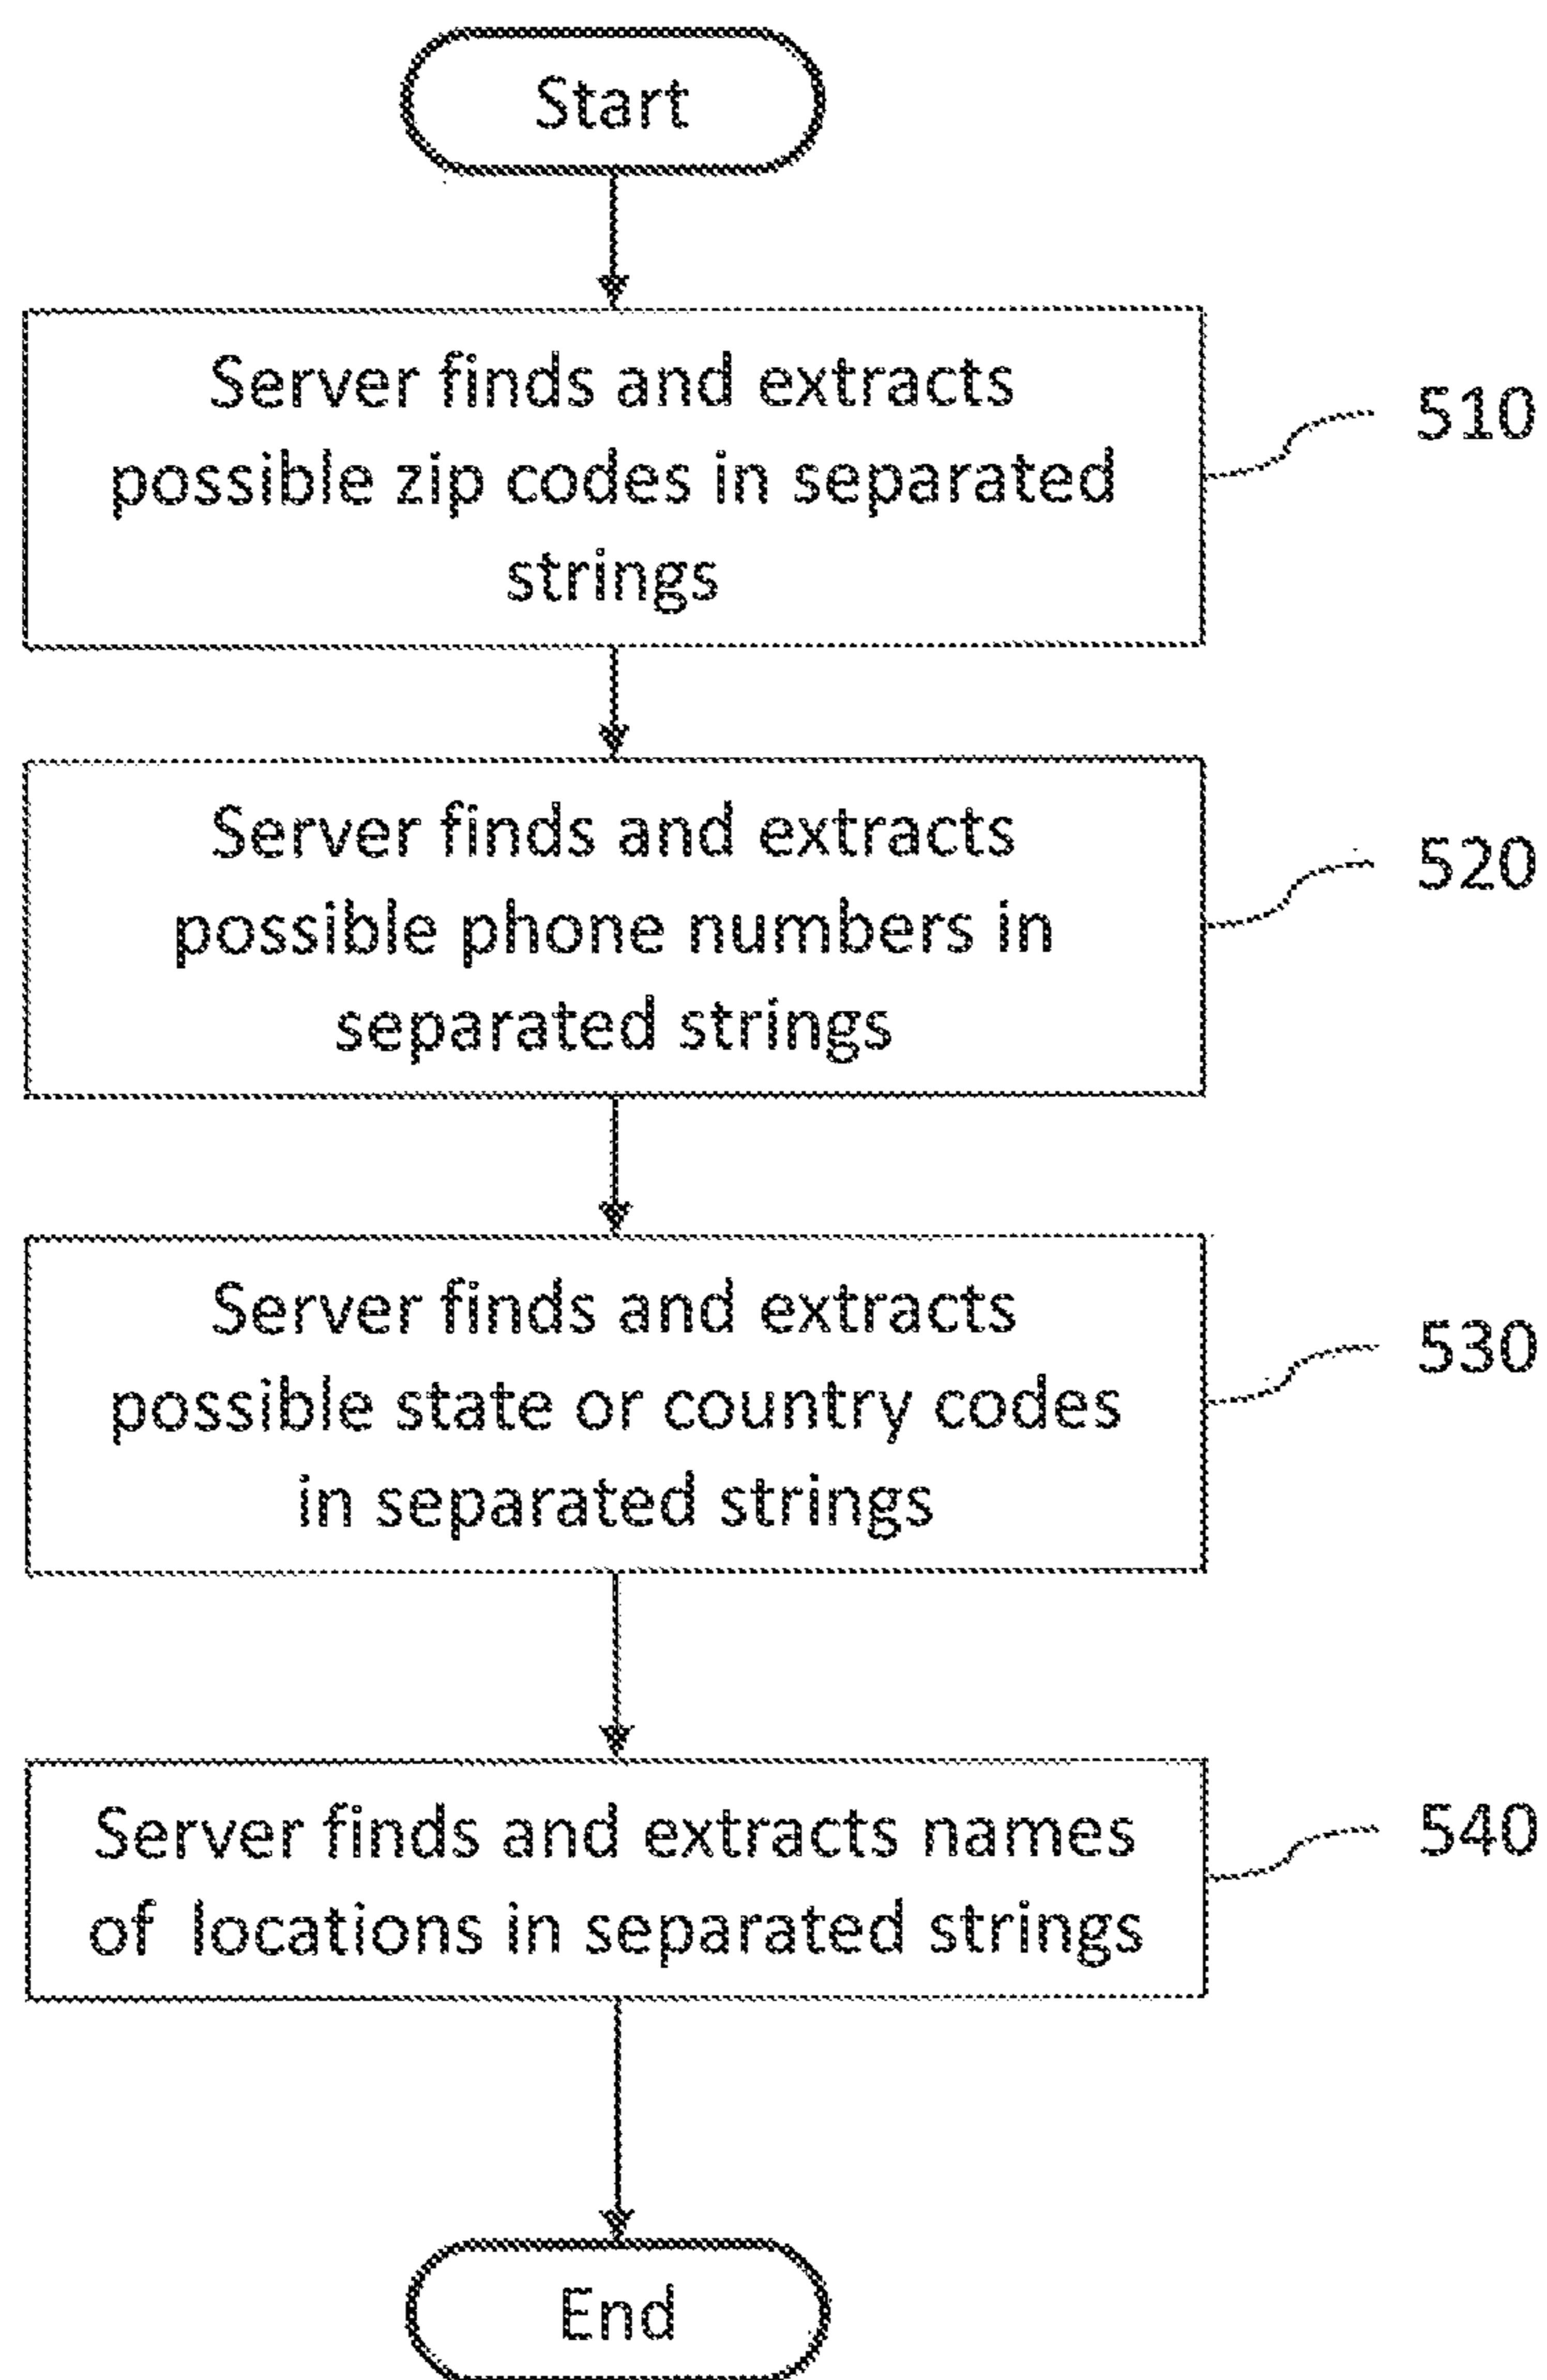 Start
Server finds and extracts
possible zip codes in separated
strings
510
Server finds and extracts
possible phone numbers in
separated strings
520
Server finds and extracts
possible state or country codes
in separated strings
530
Server finds and extracts names
of locations in separated strings
540
End